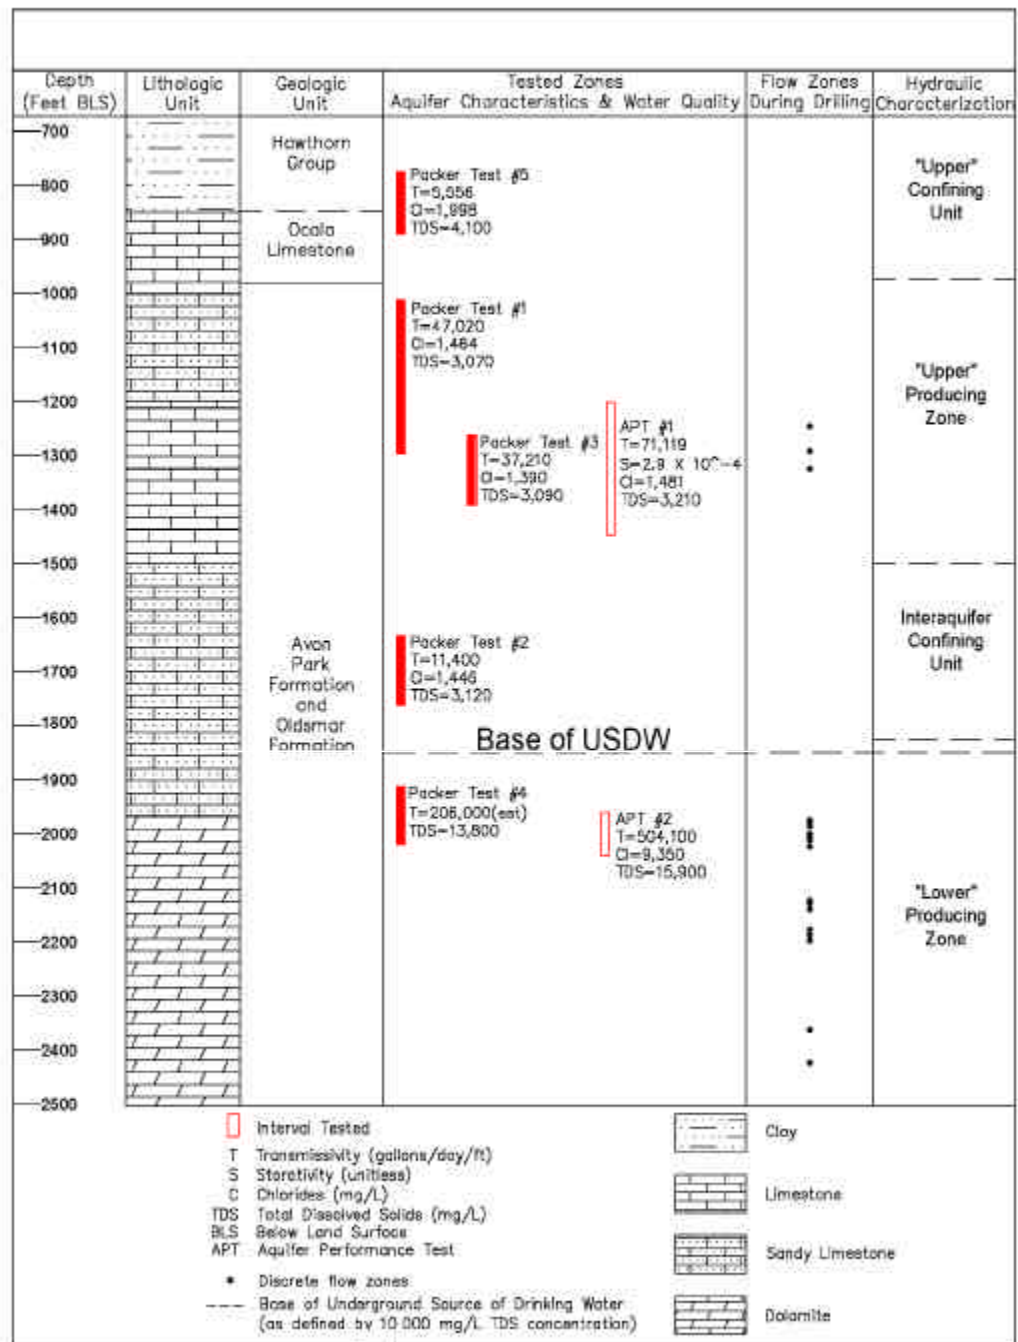 Depth
(Feet BLS)
Lithologic
Unit
Geologic
Unit
Tested Zones
Aquifer Characteristics & Water Quality
Flow Zones
During Drilling
Hydraulic
Characterization
700
800
900
1000
1100
1200
1300
1400
1500
1600
1700
1800
1900
2000
2100
2200
2300
2400
2500
Hawthorn
Group
Ocala
Limestone
Avon
Park
Formation
and
Oldsmar
Formation
Packer Test #5
T=5,556
Cl=1,998
TDS=4,100
Packer Test #1
T=47,020
Cl=1,464
TDS=3,070
Packer Test #3
T=37,210
Cl=1,390
TDS=3,090
APT #1
T=71,119
S=2.9 X 10^-4
Cl=1,481
TDS=3,210
Packer Test #2
T=11,400
Cl=1,446
TDS=3,120
Base of USDW
Packer Test #4
T=206,000(est)
TDS=13,800
APT #2
T=504,100
Cl=9,350
TDS=15,900
"Upper"
Confining
Unit
"Upper"
Producing
Zone
Interaquifer
Confining
Unit
"Lower"
Producing
Zone
Interval Tested
T Transmissivity (gallons/day/ft)
S Storativity (unitless)
C Chlorides (mg/L)
TDS Total Dissolved Solids (mg/L)
BLS Below Land Surface
APT Aquifer Performance Test
Discrete flow zones
Base of Underground Source of Drinking Water
(as defined by 10 000 mg/L TDS concentration)
Clay
Limestone
Sandy Limestone
Dolomite